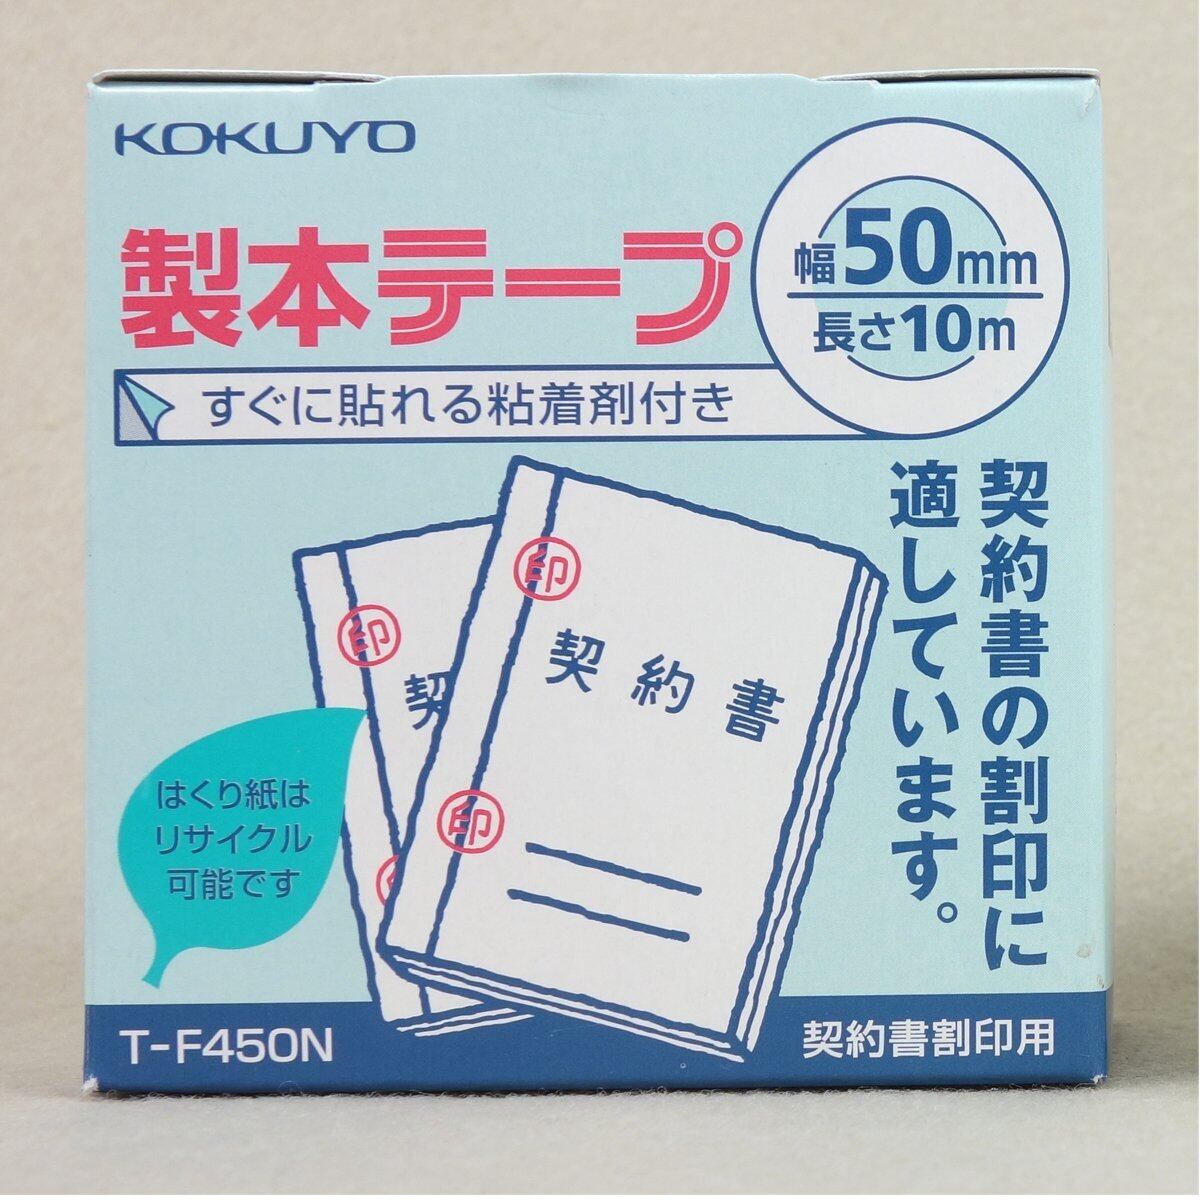 KOKUYO
製本テープ
幅50mm
長さ10m
すぐに貼れる粘着剤付き
契約書の割印に
適しています。
印
印
契約書
契
印
印
はくり紙は
リサイクル
可能です
T-F450N
契約書割印用